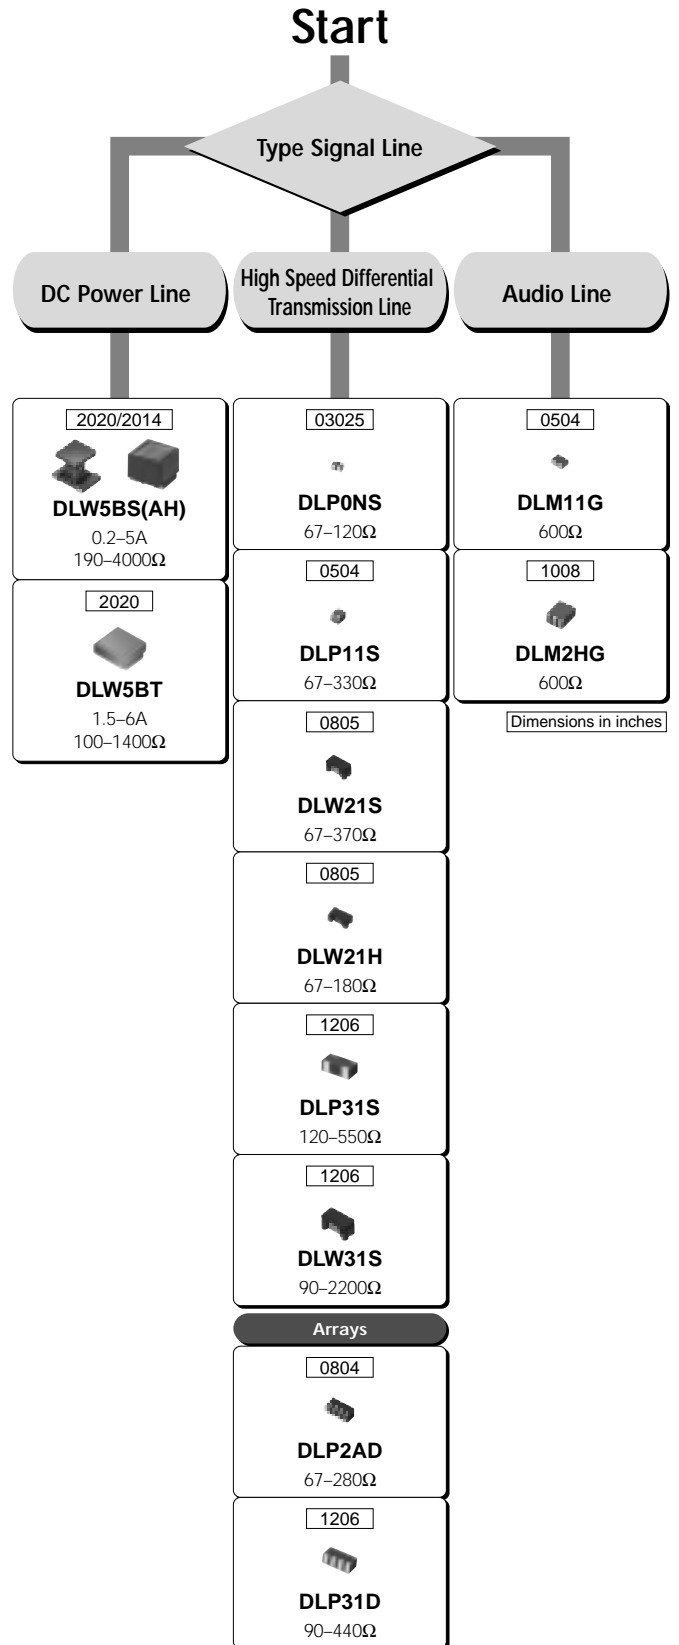 Start
Type Signal Line
DC Power Line
High Speed Differential
Transmission Line
Audio Line
2020/2014
DLW5BS(AH)
0.2–5A
190–4000Ω
2020
DLW5BT
1.5–6A
100–1400Ω
03025
DLP0NS
67–120Ω
0504
DLP11S
67–330Ω
0805
DLW21S
67–370Ω
0805
DLW21H
67–180Ω
1206
DLP31S
120–550Ω
1206
DLW31S
90–2200Ω
Arrays
0804
DLP2AD
67–280Ω
1206
DLP31D
90–440Ω
0504
DLM11G
600Ω
1008
DLM2HG
600Ω
Dimensions in inches